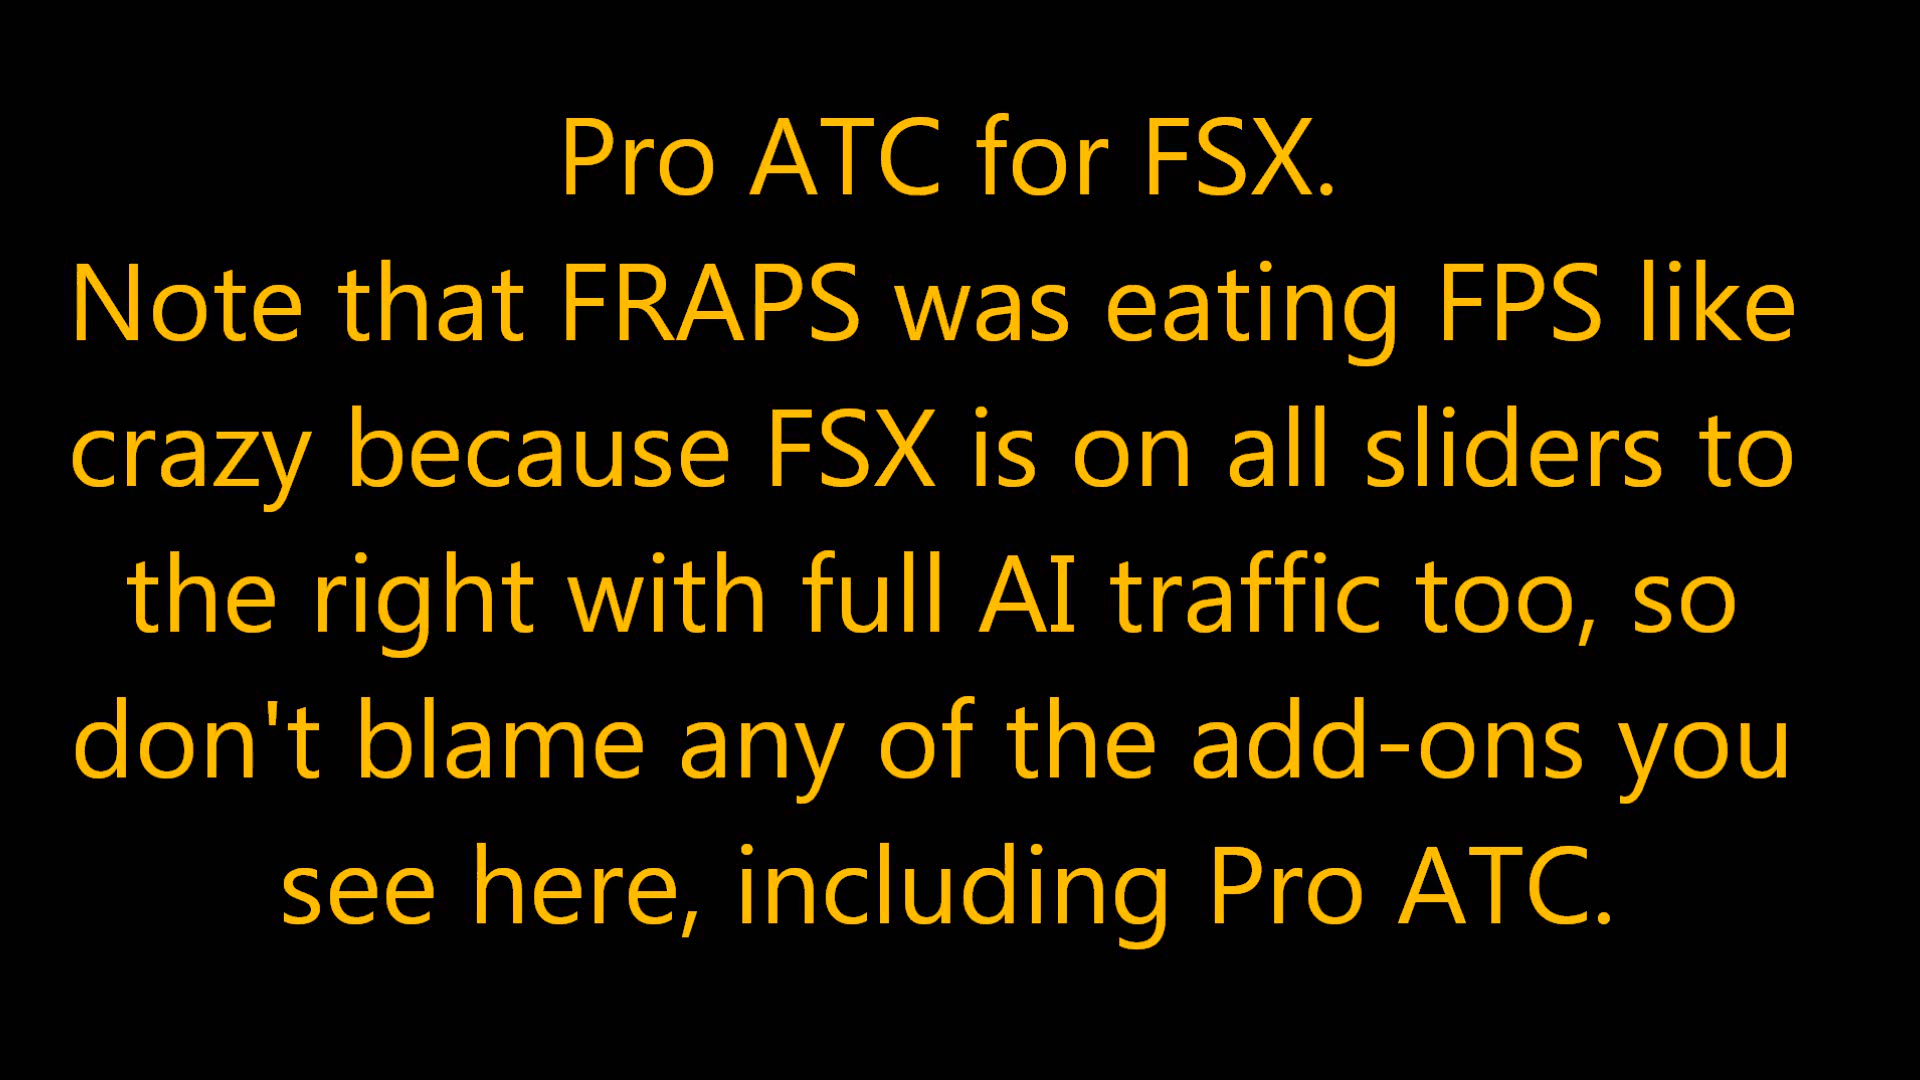 Pro ATC for FSX.
Note that FRAPS was eating FPS like
crazy because FSX is on all sliders to
the right with full AI traffic too, so
don't blame any of the add-ons you
see here, including Pro ATC.